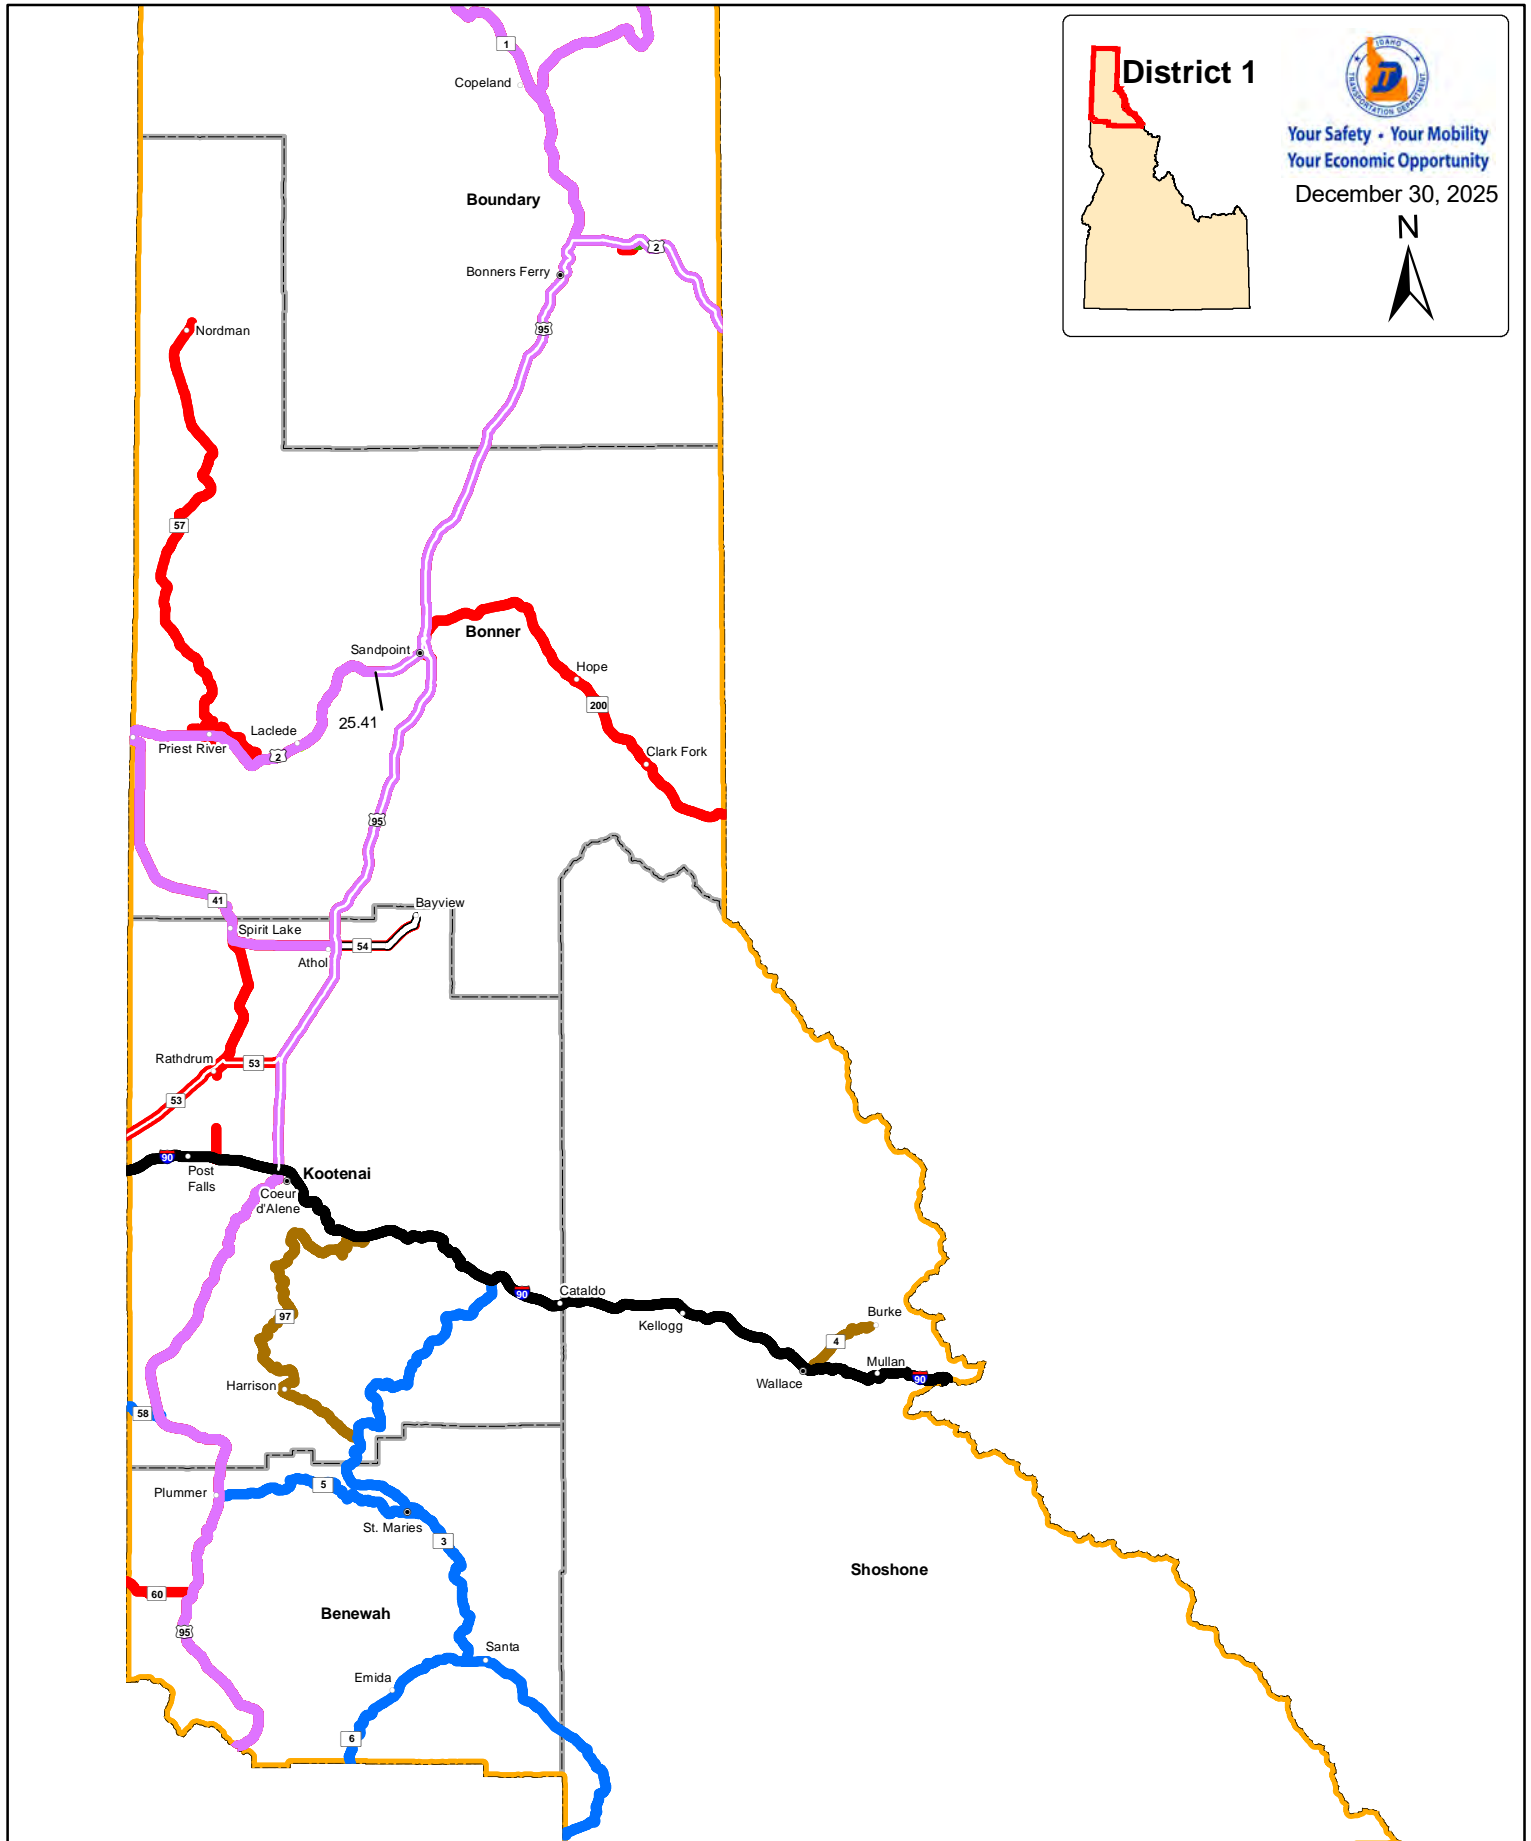 District 1
IDAHO
TRANSPORTATION DEPARTMENT
Your Safety • Your Mobility
Your Economic Opportunity
December 30, 2025
N
1
Copeland
Boundary
2
Bonners Ferry
95
Nordman
57
Bonner
Sandpoint
Hope
200
25.41
Laclede
Priest River
2
Clark Fork
95
41
Bayview
Spirit Lake
54
Athol
Rathdrum
53
53
90
Post
Falls
Kootenai
Coeur
d'Alene
90
Cataldo
97
Kellogg
Burke
4
Mullan
90
Wallace
Harrison
58
Plummer
5
St. Maries
3
Shoshone
60
Benewah
95
Santa
Emida
6